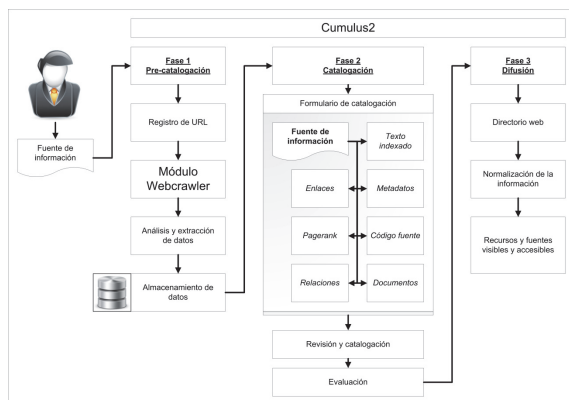 Cumulus2
Fuente de
información
Fase 1
Pre-catalogación
Registro de URL
Módulo
Webcrawler
Análisis y extracción
de datos
Almacenamiento de
datos
Fase 2
Catalogación
Formulario de catalogación
Fuente de
información
Texto
indexado
Enlaces
Metadatos
Pagerank
Código fuente
Relaciones
Documentos
Revisión y catalogación
Evaluación
Fase 3
Difusión
Directorio web
Normalización de la
información
Recursos y fuentes
visibles y accesibles